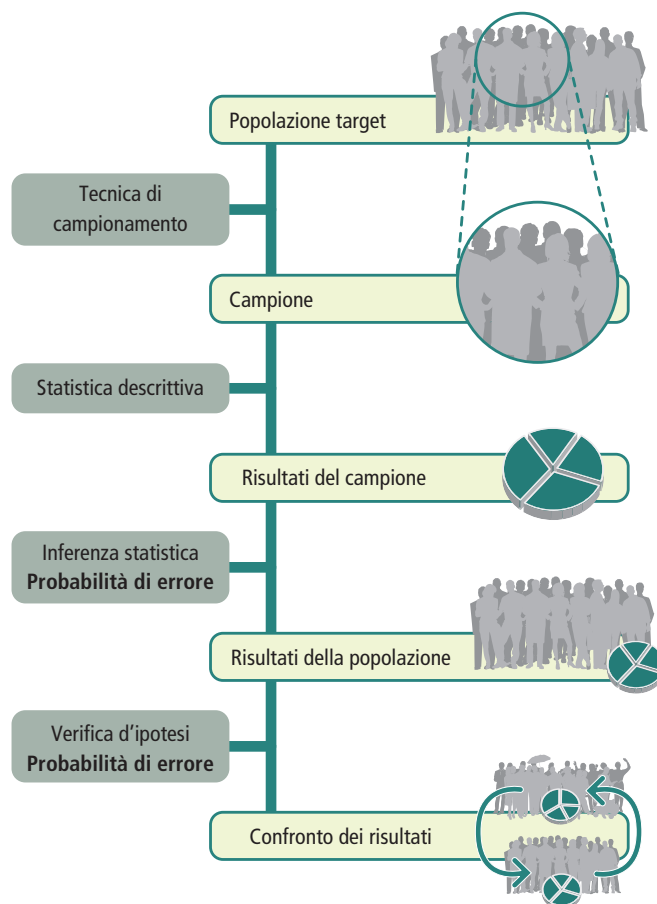 Popolazione target
Tecnica di
campionamento
Campione
Statistica descrittiva
Risultati del campione
Inferenza statistica
Probabilità di errore
Risultati della popolazione
Verifica d'ipotesi
Probabilità di errore
Confronto dei risultati